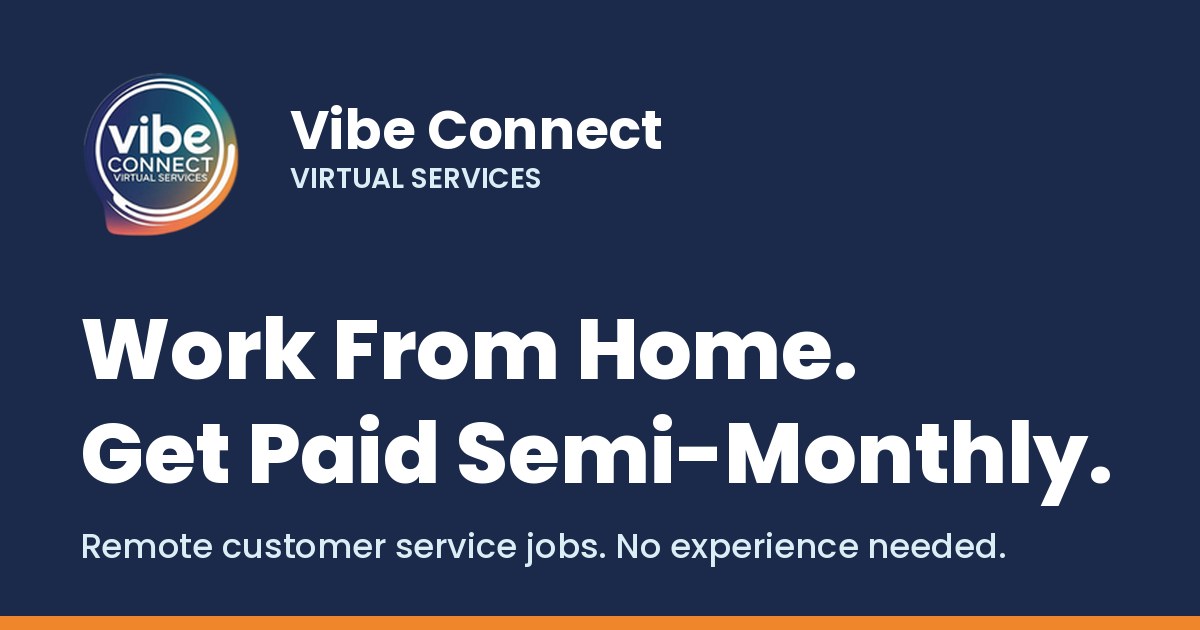 vibe
CONNECT
VIRTUAL SERVICES
Vibe Connect
VIRTUAL SERVICES
Work From Home.
Get Paid Semi-Monthly.
Remote customer service jobs. No experience needed.